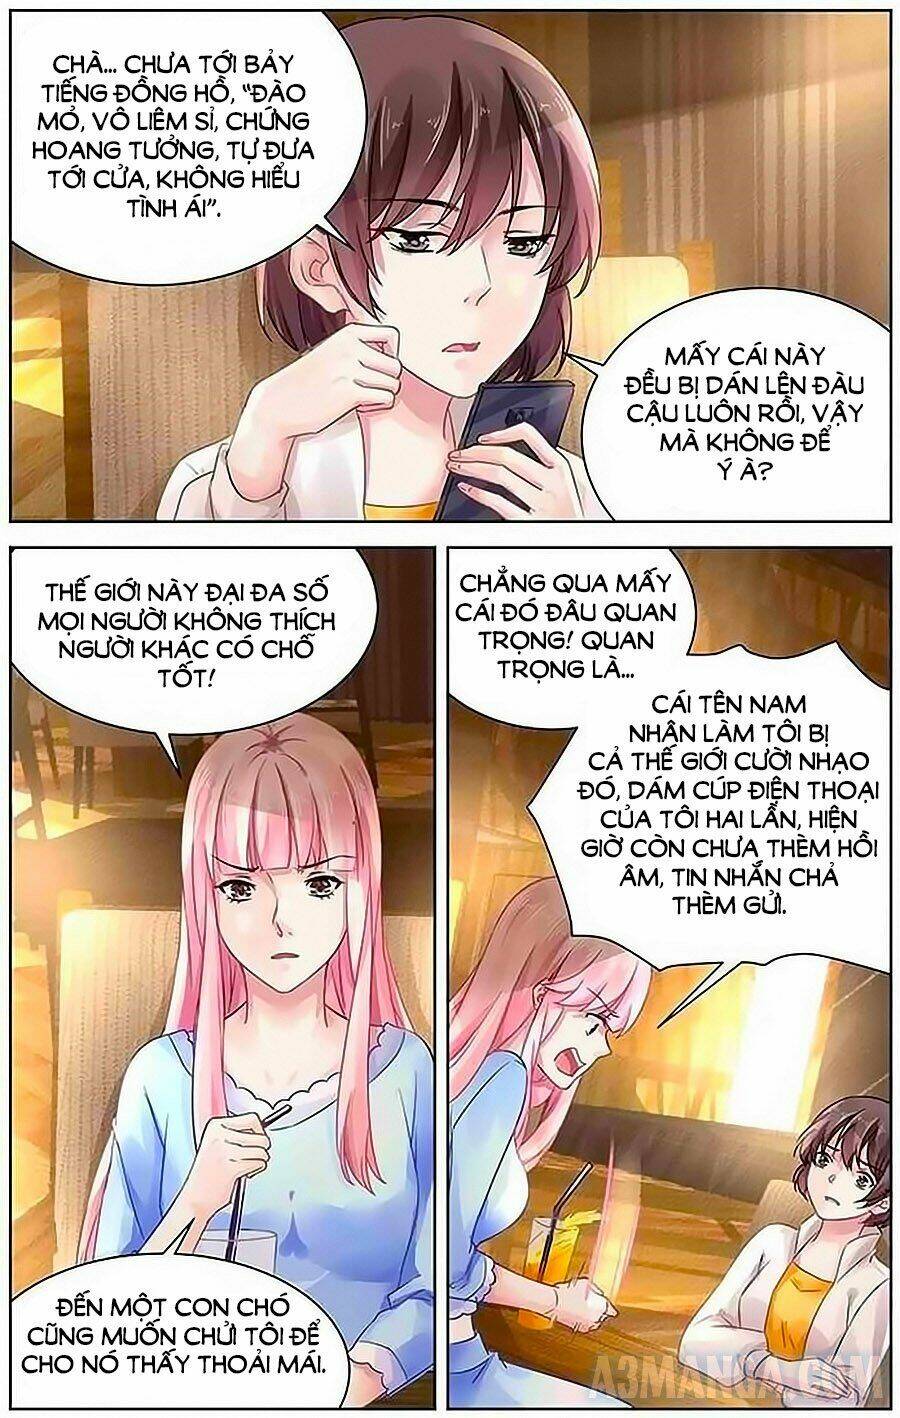 CHÀ... CHƯA TỚI BẢY
TIẾNG ĐỒNG HỒ, "ĐÀO
MỎ, VÔ LIÊM SỈ, CHỨNG
HOANG TƯỞNG, TỰ ĐƯA
TỚI CỬA, KHÔNG HIỂU
TÌNH ÁI".
MẤY CÁI NÀY
ĐỀU BỊ DÁN LÊN ĐÀU
CẬU LUÔN RỒI, VẬY
MÀ KHÔNG ĐỂ
Ý À?
THẾ GIỚI NÀY ĐẠI ĐA SỐ
MỌI NGƯỜI KHÔNG THÍCH
NGƯỜI KHÁC CÓ CHỖ
TỐT!
ĐẾN MỘT CON CHÓ
CŨNG MUỐN CHỬI TÔI ĐỂ
CHO NÓ THẤY THOẢI MÁI.
CHẲNG QUA MẤY
CÁI ĐÓ ĐÂU QUAN
TRỌNG! QUAN
TRỌNG LÀ...
CÁI TÊN NAM
NHÂN LÀM TÔI BỊ
CẢ THẾ GIỚI CƯỜI NHẠO
ĐÓ, DÁM CÚP ĐIỆN THOẠI
CỦA TÔI HAI LẦN, HIỆN
GIỜ CÒN CHƯA THÈM HỒI
ÂM, TIN NHẮN CHẢ
THÈM GỬI.
A3MANGA.COM